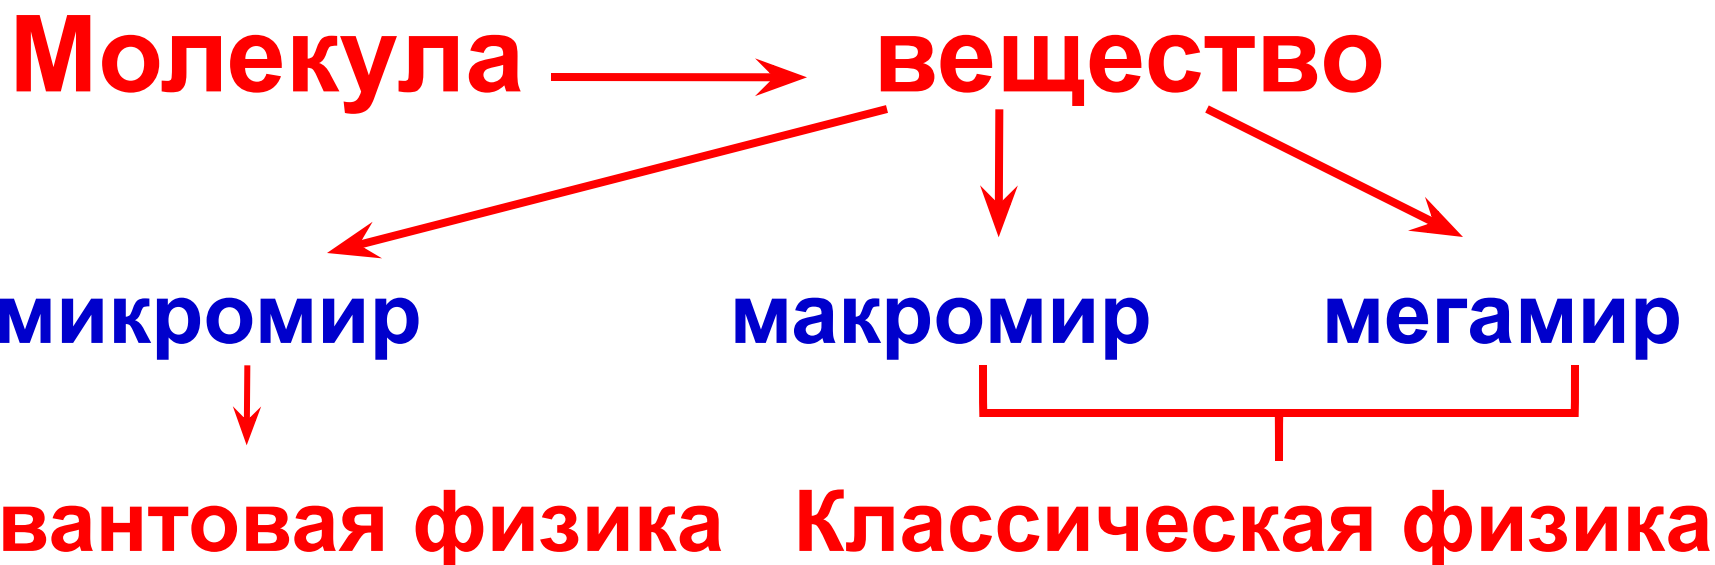 Молекула вещество
микромир макромир мегамир
вантовая физика Классическая физика